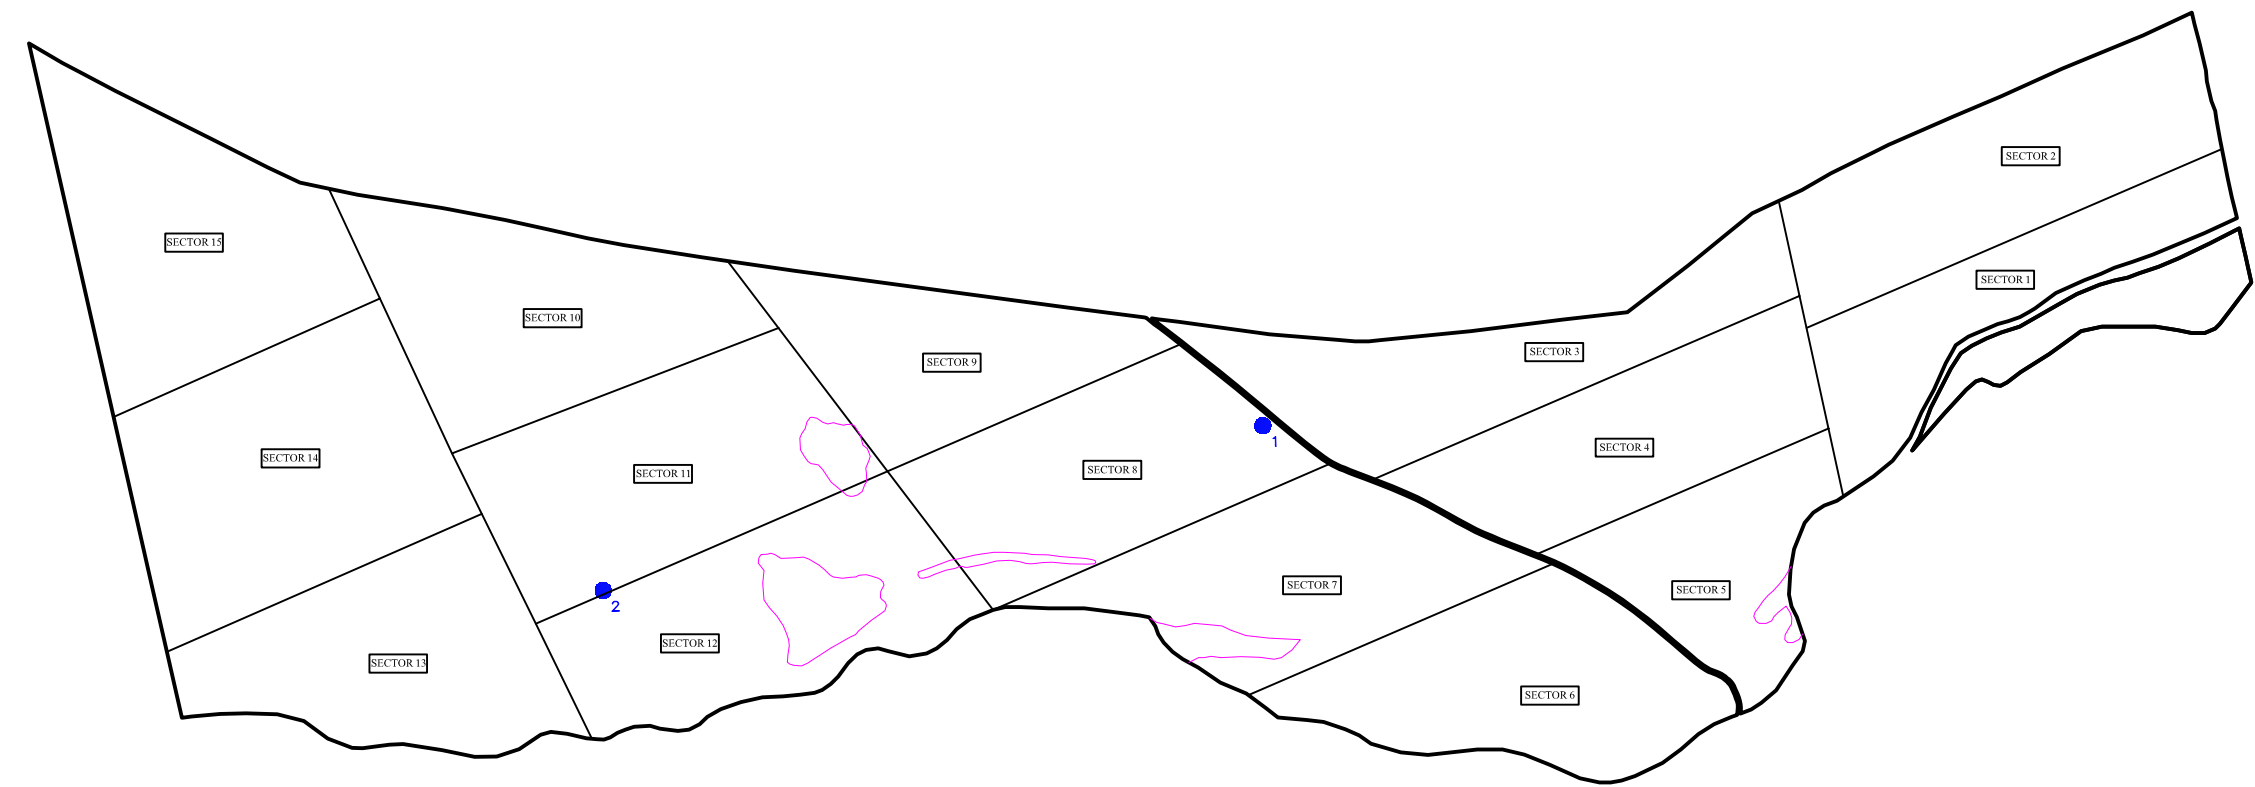 SECTOR 2
SECTOR 15
SECTOR 1
SECTOR 10
SECTOR 3
SECTOR 9
1
SECTOR 4
SECTOR 14
SECTOR 8
SECTOR 11
SECTOR 7
SECTOR 5
2
SECTOR 12
SECTOR 13
SECTOR 6